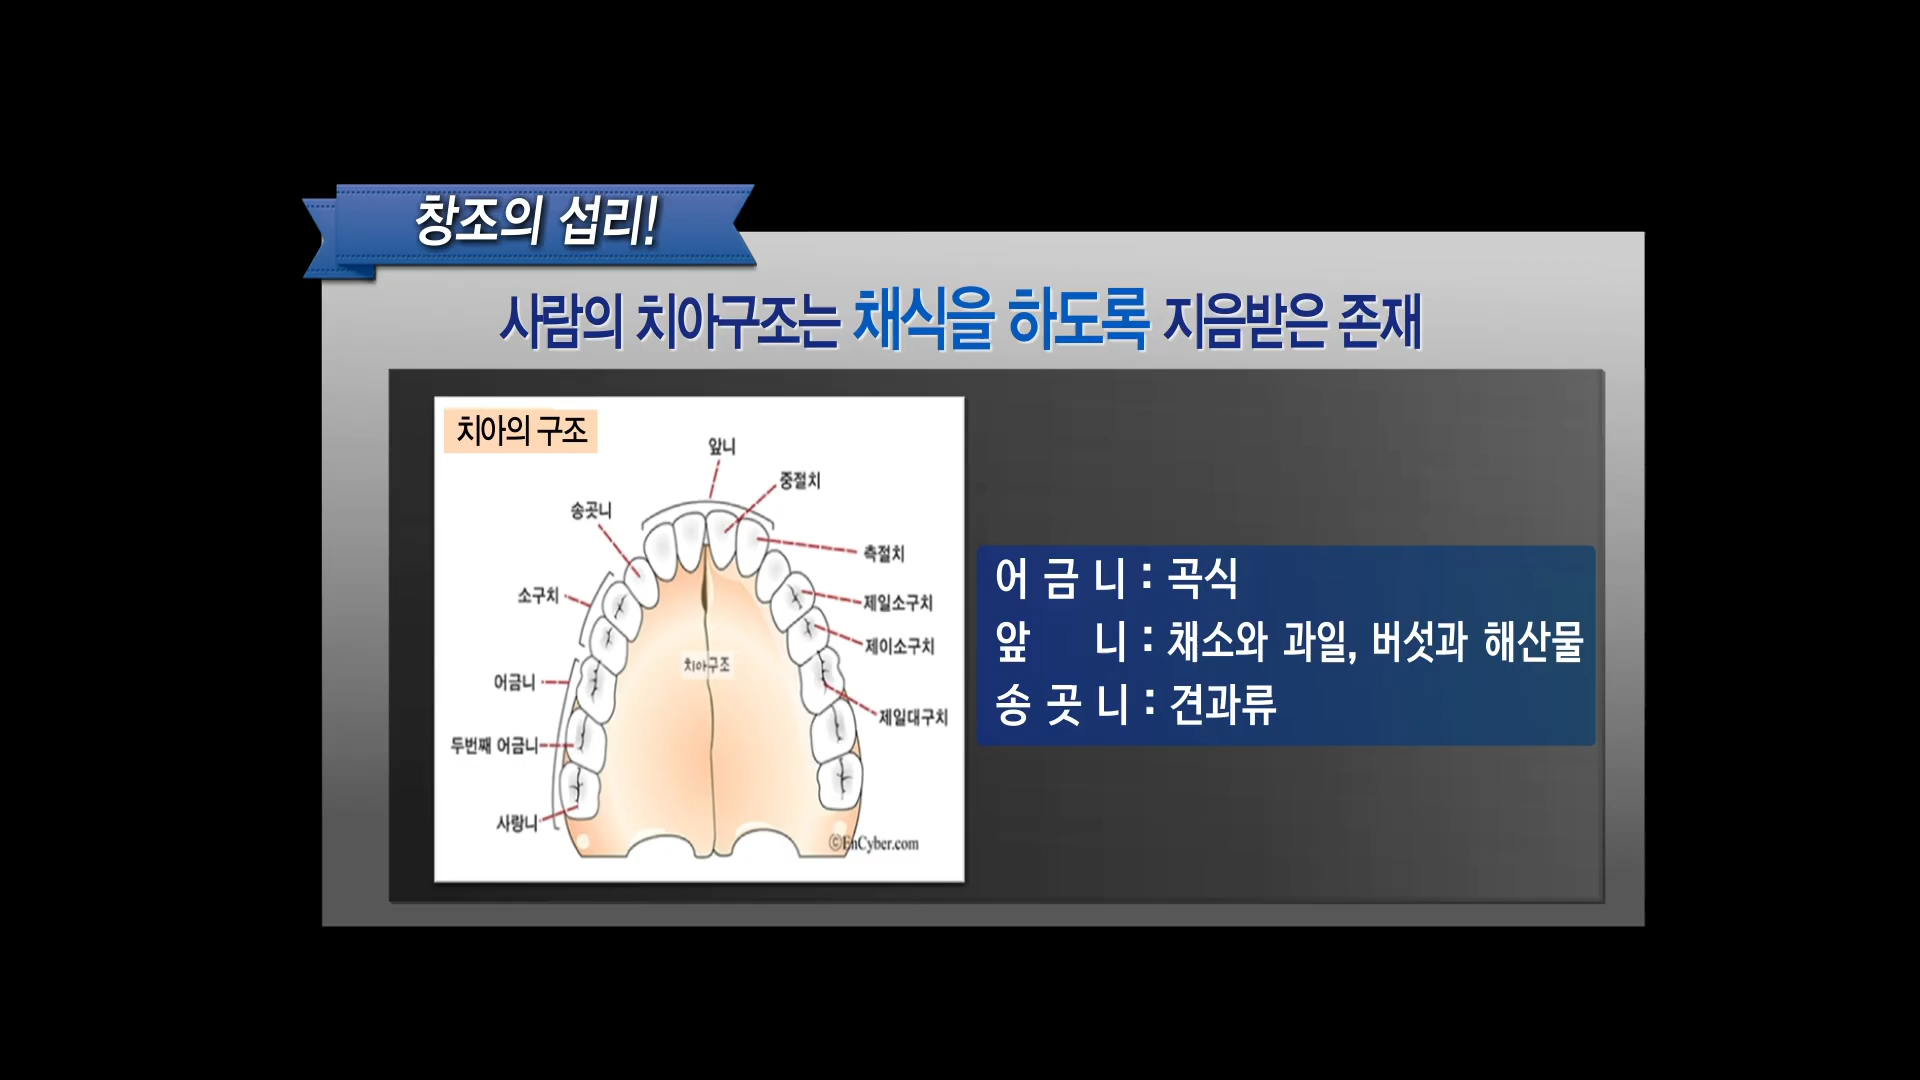 창조의 섭리!
사람의 치아구조는 채식을 하도록 지음받은 존재
치아의 구조
앞니
중절치
송곳니
측절치
소구치
제일소구치
제이소구치
치아구조
어금니
제일대구치
두번째 어금니
사랑니
©EnCyber.com
어 금 니 : 곡식
앞 니 : 채소와 과일, 버섯과 해산물
송 곳 니 : 견과류